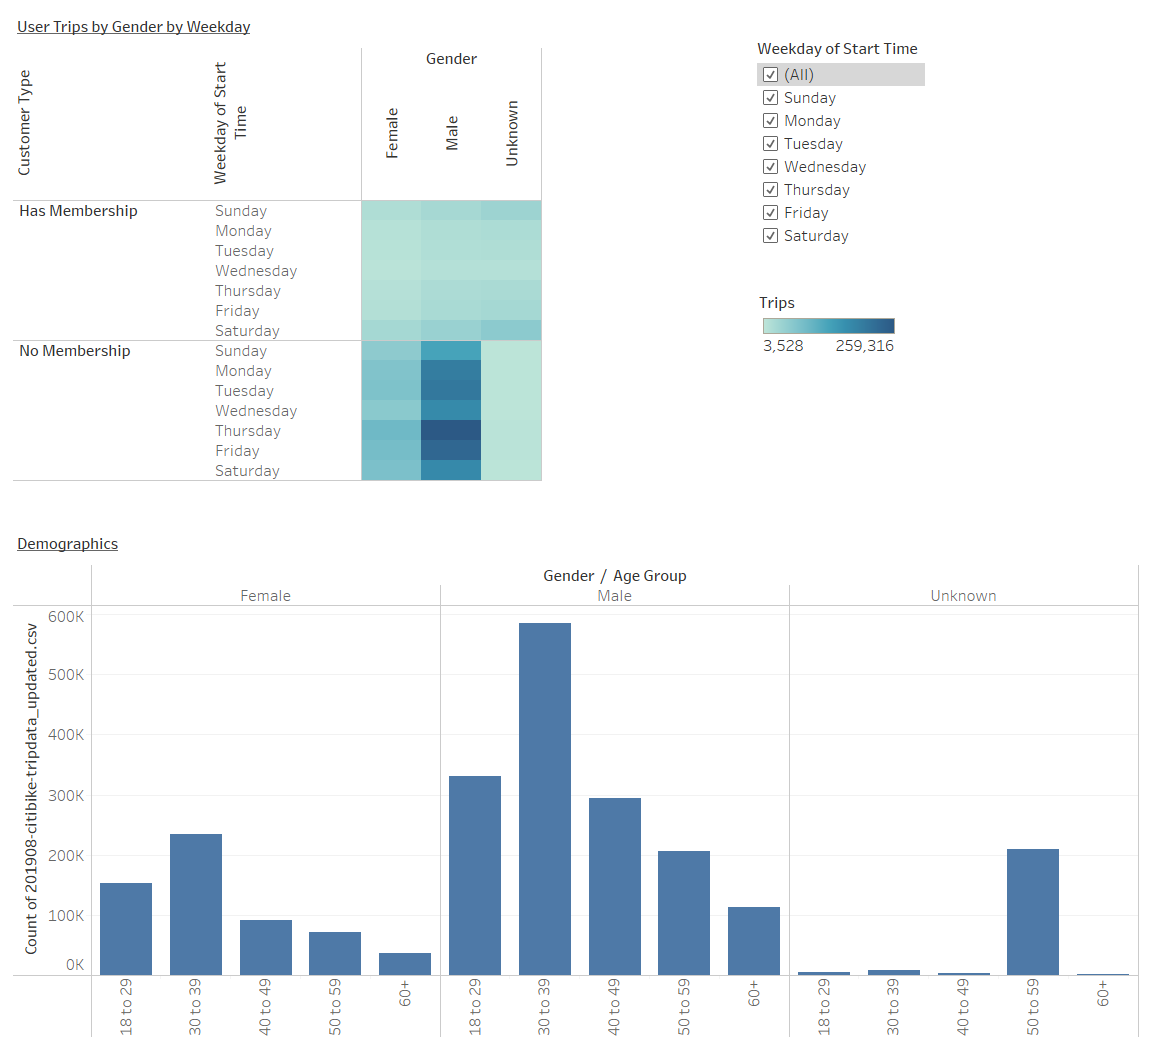 User Trips by Gender by Weekday
Customer Type
Weekday of Start
Time
Gender
Female
Male
Unknown
Has Membership
Sunday
Monday
Tuesday
Wednesday
Thursday
Friday
Saturday
No Membership
Sunday
Monday
Tuesday
Wednesday
Thursday
Friday
Saturday
Weekday of Start Time
(All)
Sunday
Monday
Tuesday
Wednesday
Thursday
Friday
Saturday
Trips
3,528 259,316
Demographics
Gender / Age Group
Female Male Unknown
Count of 201908-citibike-tripdata_updated.csv
600K
500K
400K
300K
200K
100K
0K
18 to 29
30 to 39
40 to 49
50 to 59
60+
18 to 29
30 to 39
40 to 49
50 to 59
60+
18 to 29
30 to 39
40 to 49
50 to 59
60+